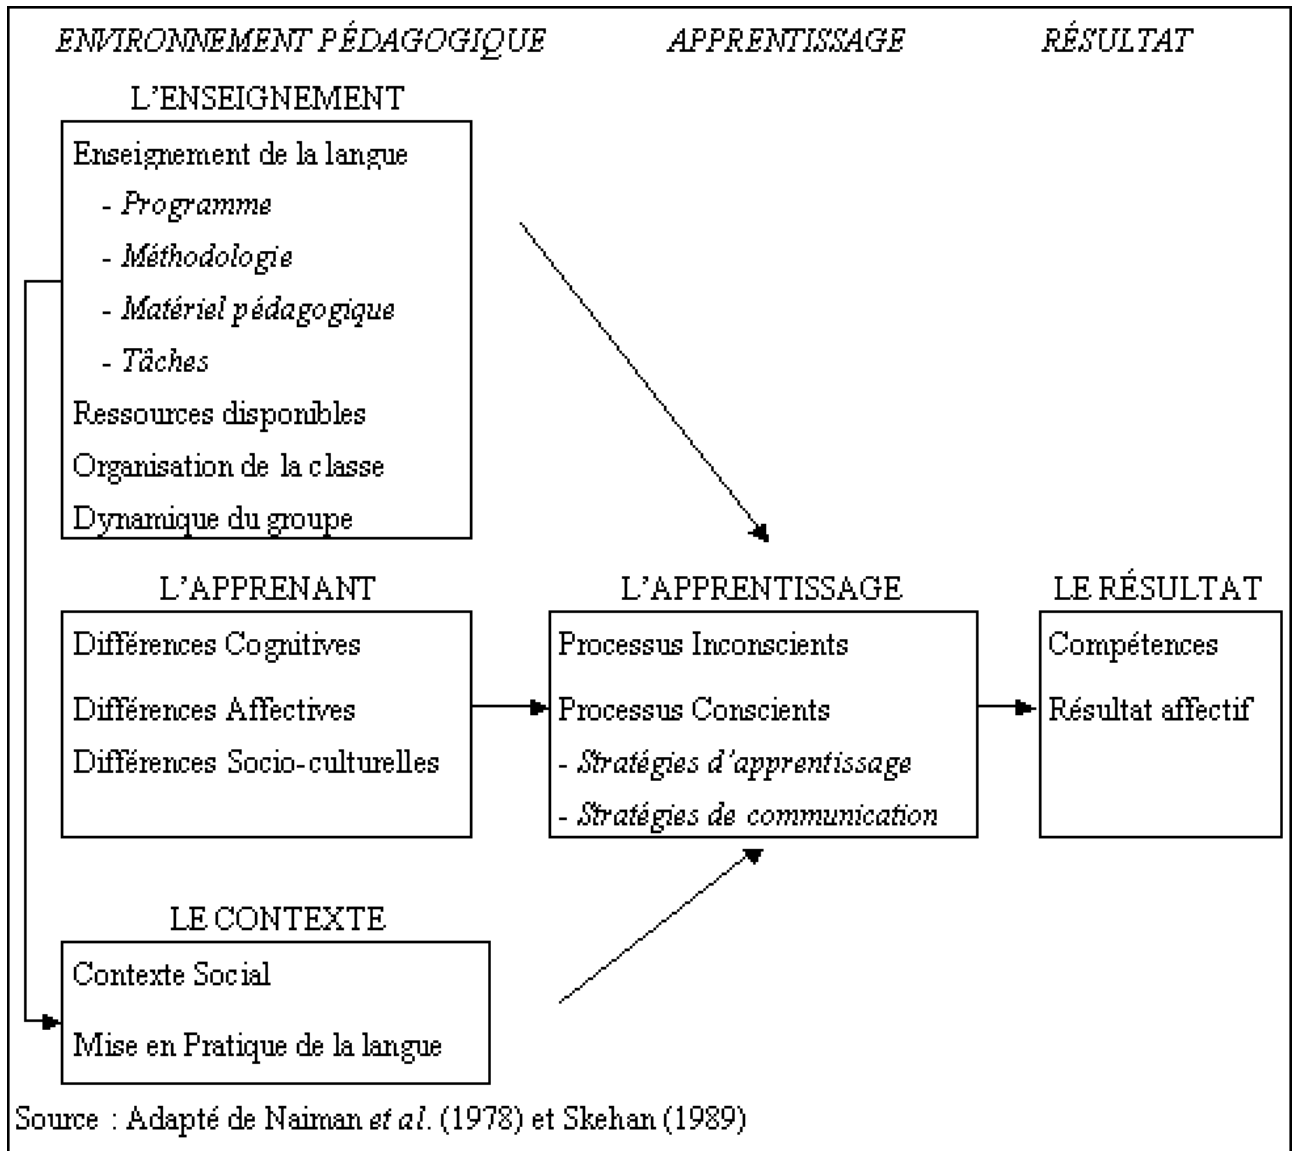 ENVIRONNEMENT PÉDAGOGIQUE
APPRENTISSAGE
RÉSULTAT
L'ENSEIGNEMENT
Enseignement de la langue
- Programme
- Méthodologie
- Matériel pédagogique
- Tâches
Ressources disponibles
Organisation de la classe
Dynamique du groupe
L'APPRENANT
Différences Cognitives
Différences Affectives
Différences Socio-culturelles
L'APPRENTISSAGE
Processus Inconscients
Processus Conscients
- Stratégies d'apprentissage
- Stratégies de communication
LE RÉSULTAT
Compétences
Résultat affectif
LE CONTEXTE
Contexte Social
Mise en Pratique de la langue
Source : Adapté de Naiman et al. (1978) et Skehan (1989)